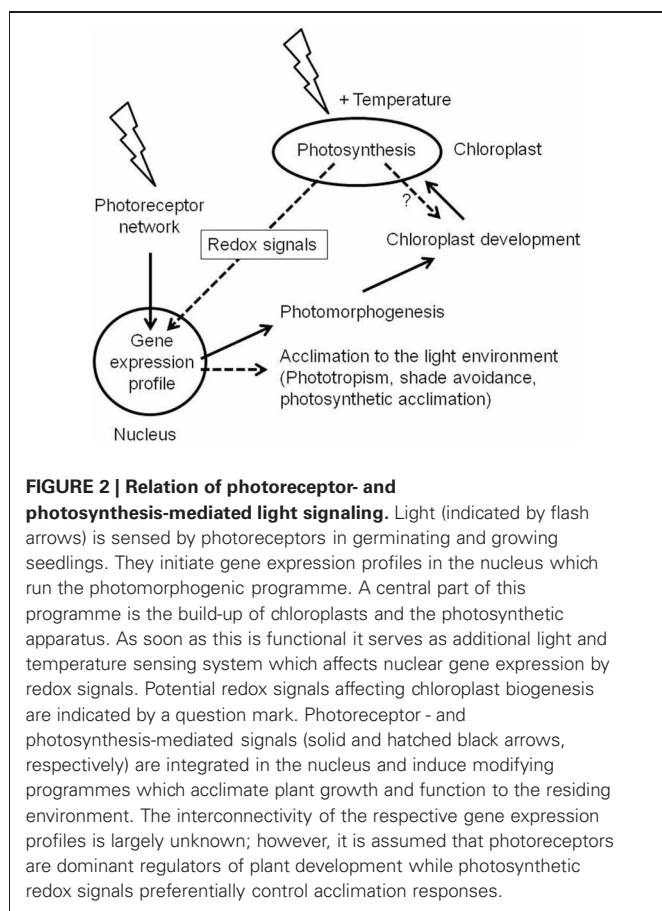 + Temperature
Photosynthesis
Chloroplast
?
Photoreceptor
network
Redox signals
Chloroplast development
Photomorphogenesis
Gene
expression
profile
Acclimation to the light environment
(Phototropism, shade avoidance,
photosynthetic acclimation)
Nucleus
FIGURE 2 | Relation of photoreceptor- and
photosynthesis-mediated light signaling. Light (indicated by flash
arrows) is sensed by photoreceptors in germinating and growing
seedlings. They initiate gene expression profiles in the nucleus which
run the photomorphogenic programme. A central part of this
programme is the build-up of chloroplasts and the photosynthetic
apparatus. As soon as this is functional it serves as additional light and
temperature sensing system which affects nuclear gene expression by
redox signals. Potential redox signals affecting chloroplast biogenesis
are indicated by a question mark. Photoreceptor - and
photosynthesis-mediated signals (solid and hatched black arrows,
respectively) are integrated in the nucleus and induce modifying
programmes which acclimate plant growth and function to the residing
environment. The interconnectivity of the respective gene expression
profiles is largely unknown; however, it is assumed that photoreceptors
are dominant regulators of plant development while photosynthetic
redox signals preferentially control acclimation responses.